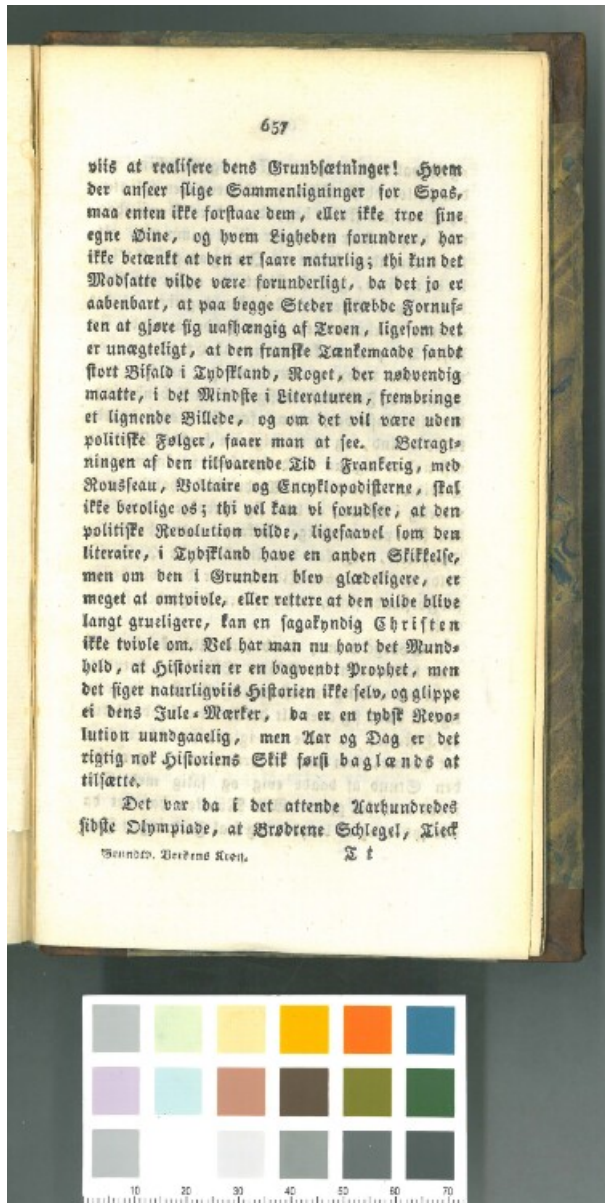 657
viis at realisere dens Grundsætninger! Hvem
der anseer slige Sammenligninger for Spas,
maa enten ikke forstaae dem, eller ikke troe sine
egne Øine, og hvem Ligheden forundrer, har
ikke betænkt at den er saare naturlig; thi kun det
Modsatte vilde være forunderligt, da det jo er
aabenbart, at paa begge Steder stræbde Fornuf-
ten at gjøre sig uafhængig af Troen, ligesom det
er unægteligt, at den franske Tænkemaade fandt
stort Bifald i Tydskland, Noget, der nødvendig
maatte, i det Mindste i Literaturen, frembringe
et lignende Billede, og om det vil være uden
politiske Følger, faaer man at see. Betragt-
ningen af den tilsvarende Tid i Frankerig, med
Rousseau, Voltaire og Encyklopodisterne, skal
ikke berolige os; thi vel kan vi forudsee, at den
politiske Revolution vilde, ligesaavel som den
literaire, i Tydskland have en anden Skikkelse,
men om den i Grunden blev glædeligere, er
meget at omtvivle, eller rettere at den vilde blive
langt grueligere, kan en sagakyndig Christen
ikke tvivle om. Vel har man nu havt det Mund-
held, at Historien er en bagvendt Prophet, men
det siger naturligviis Historien ikke selv, og glippe
ei dens Jule-Mærker, da er en tydsk Revo-
lution uundgaaelig, men Aar og Dag er det
rigtig nok Historiens Skik først baglænds at
tilsætte.
Det var da i det attende Aarhundredes
sidste Olympiade, at Brødrene Schlegel, Tieck
Grundtv. Verdens Krøn. T t
10 20 30 40 50 60 70